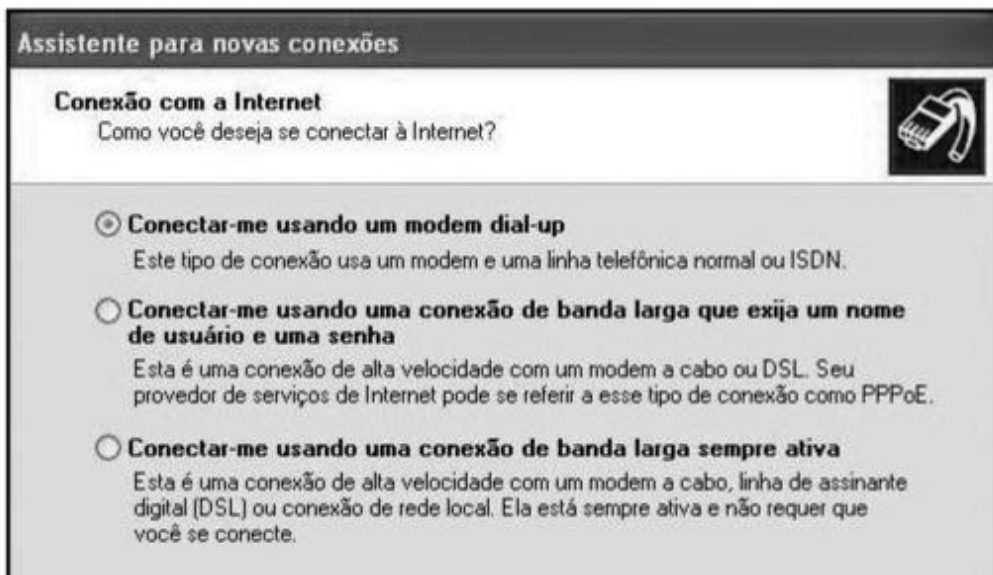 Assistente para novas conexões
Conexão com a Internet
Como você deseja se conectar à Internet?
Conectar-me usando um modem dial-up
Este tipo de conexão usa um modem e uma linha telefônica normal ou ISDN.
Conectar-me usando uma conexão de banda larga que exija um nome
de usuário e uma senha
Esta é uma conexão de alta velocidade com um modem a cabo ou DSL. Seu
provedor de serviços de Internet pode se referir a esse tipo de conexão como PPPoE.
Conectar-me usando uma conexão de banda larga sempre ativa
Esta é uma conexão de alta velocidade com um modem a cabo, linha de assinante
digital (DSL) ou conexão de rede local. Ela está sempre ativa e não requer que
você se conecte.